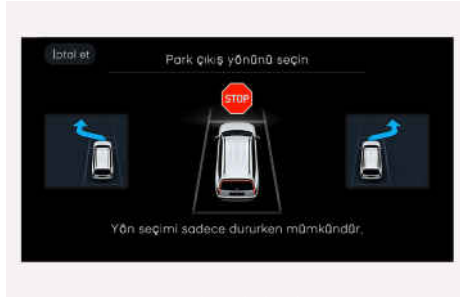 İptal et
Park çıkış yönünü seçin
STOP
Yön seçimi sadece dururken mümkündür.